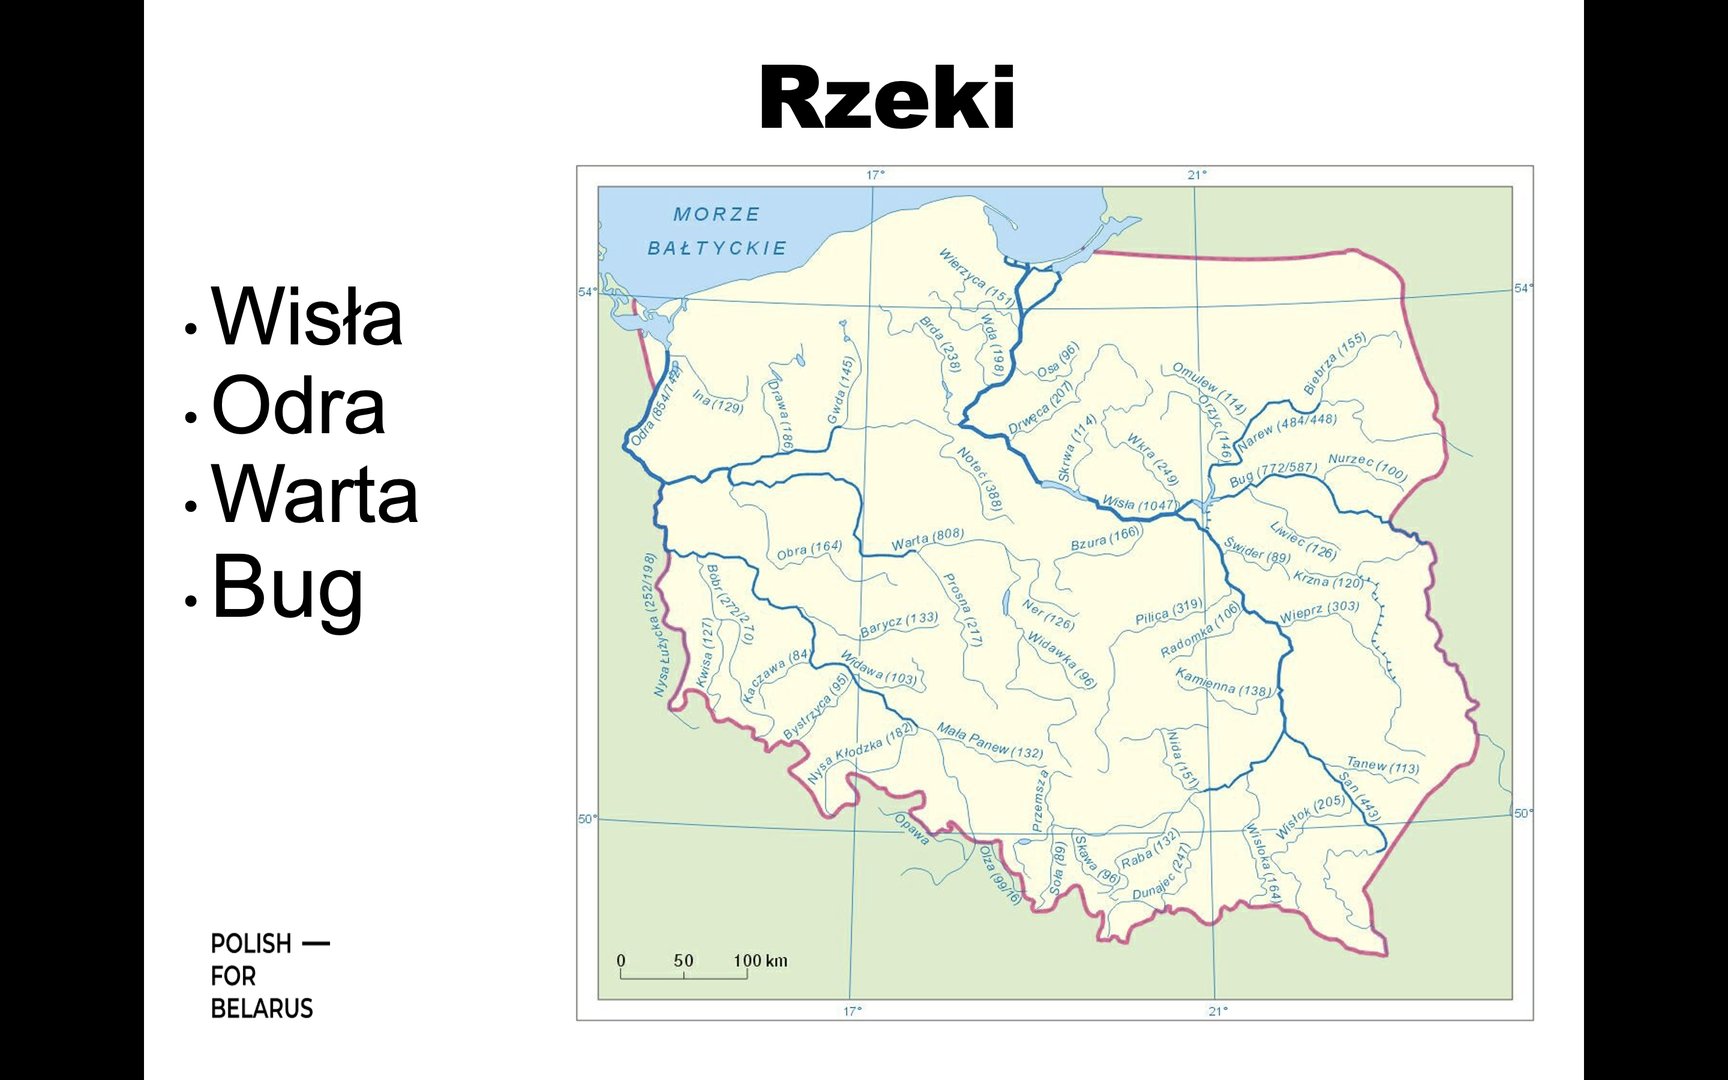 Rzeki
• Wisła
• Odra
• Warta
• Bug
POLISH —
FOR
BELARUS
17°
21°
MORZE
BAŁTYCKIE
54°
54°
Wierzyca (151)
Brda (238)
Wda (198)
Osa (96)
Drwęca (207)
Omulew (114)
Orzyc (146)
Biebrza (155)
Narew (484/448)
Ina (129)
Drawa (186)
Gwda (145)
Odra (854/742)
Noteć (388)
Skrwa (114)
Wkra (249)
Bug (772/587)
Nurzec (100)
Wisła (1047)
Liwiec (126)
Obra (164)
Warta (808)
Bzura (166)
Świder (89)
Krzna (120)
Nysa Łużycka (252/198)
Bóbr (272/270)
Kwisa (127)
Prosna (217)
Ner (126)
Pilica (319)
Radomka (106)
Wieprz (303)
Barycz (133)
Widawka (96)
Kaczawa (84)
Widawa (103)
Bystrzyca (95)
Kamienna (138)
Nysa Kłodzka (182)
Mała Panew (132)
Nida (151)
Tanew (113)
San (443)
Przemsza
Wisłok (205)
50°
50°
Opawa
Olza (99/16)
Soła (89)
Skawa (96)
Raba (132)
Dunajec (247)
Wisłoka (164)
0 50 100 km
17°
21°